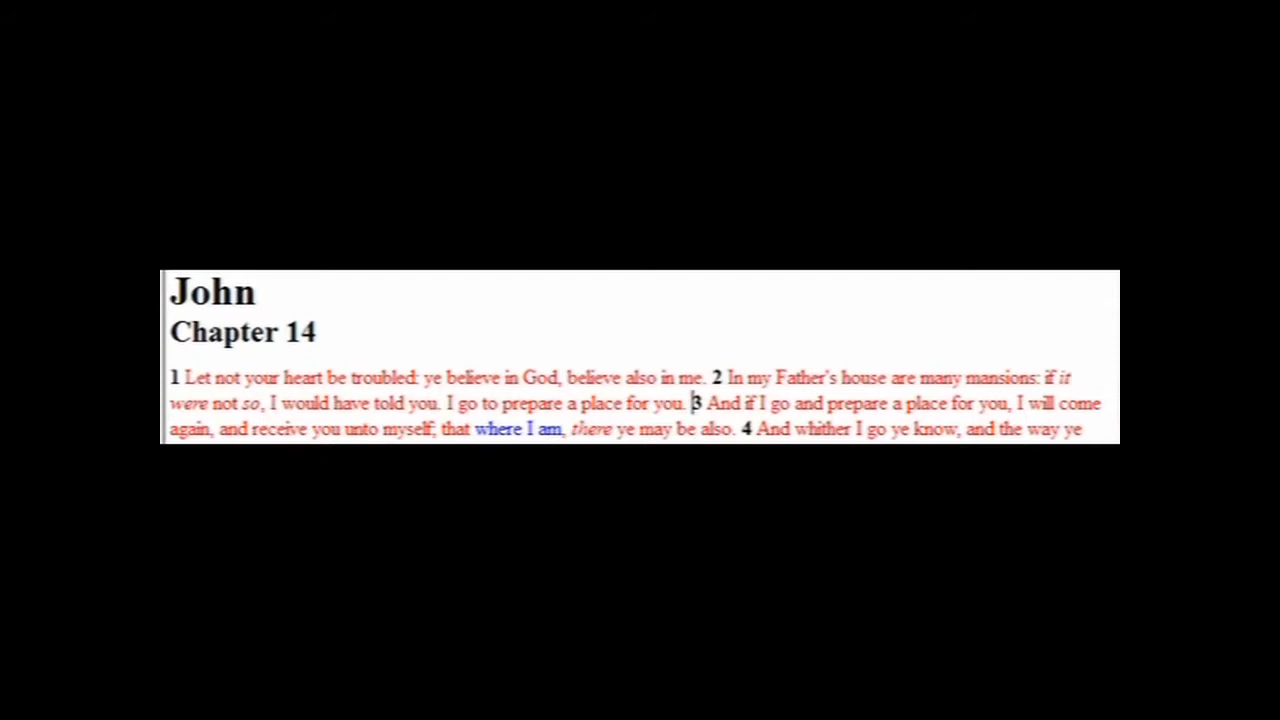 John
Chapter 14
1 Let not your heart be troubled: ye believe in God, believe also in me. 2 In my Father's house are many mansions: if it
were not so, I would have told you. I go to prepare a place for you. 3 And if I go and prepare a place for you, I will come
again, and receive you unto myself; that where I am, there ye may be also. 4 And whither I go ye know, and the way ye